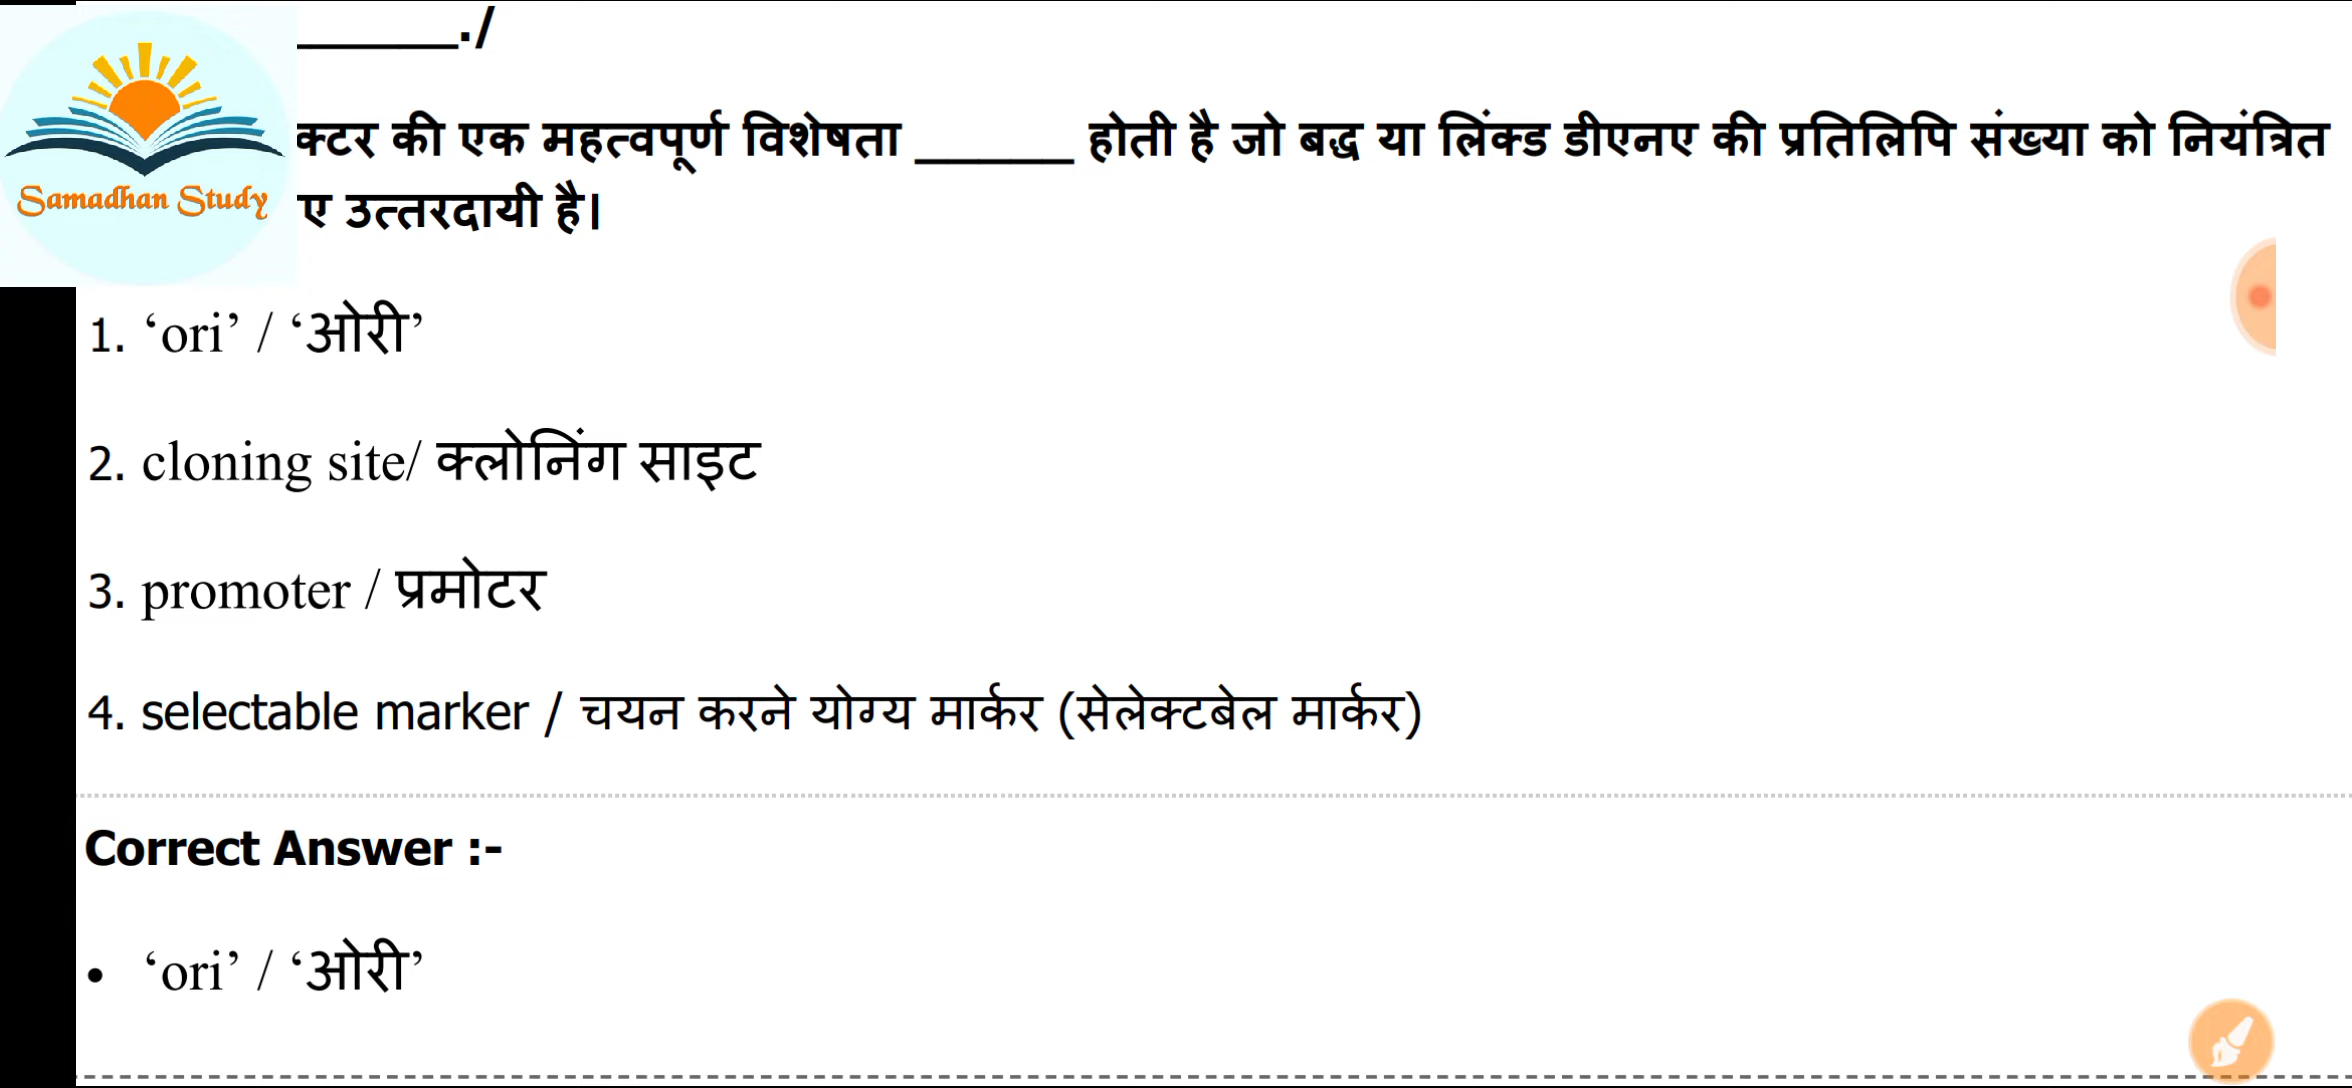 ______./
Samadhan Study
क्टर की एक महत्वपूर्ण विशेषता ______ होती है जो बद्ध या लिंक्ड डीएनए की प्रतिलिपि संख्या को नियंत्रित
ए उत्तरदायी है।
1. ‘ori’ / ‘ओरी’
2. cloning site/ क्लोनिंग साइट
3. promoter / प्रमोटर
4. selectable marker / चयन करने योग्य मार्कर (सेलेक्टबेल मार्कर)
Correct Answer :-
• ‘ori’ / ‘ओरी’